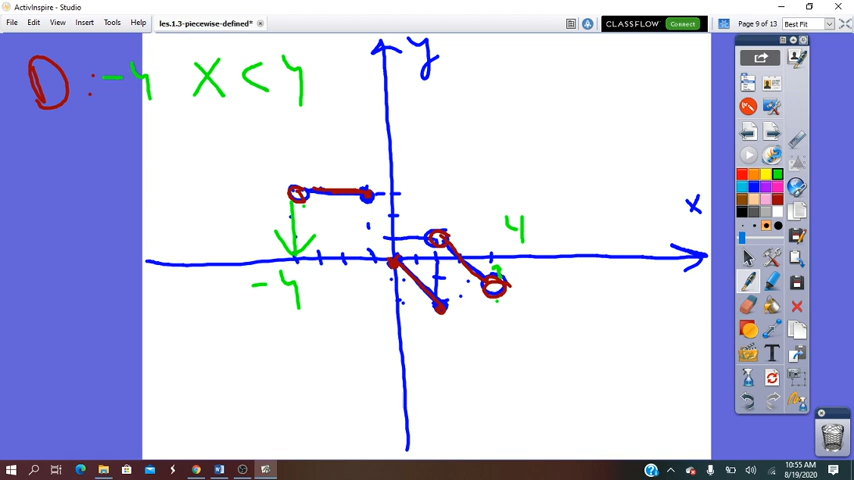 ActivInspire - Studio
File Edit View Insert Tools Help
les.1.3-piecewise-defined*
CLASSFLOW Connect
Page 9 of 13
Best Fit
D : -4 X < 4
y
x
4
-4
10:55 AM
8/19/2020